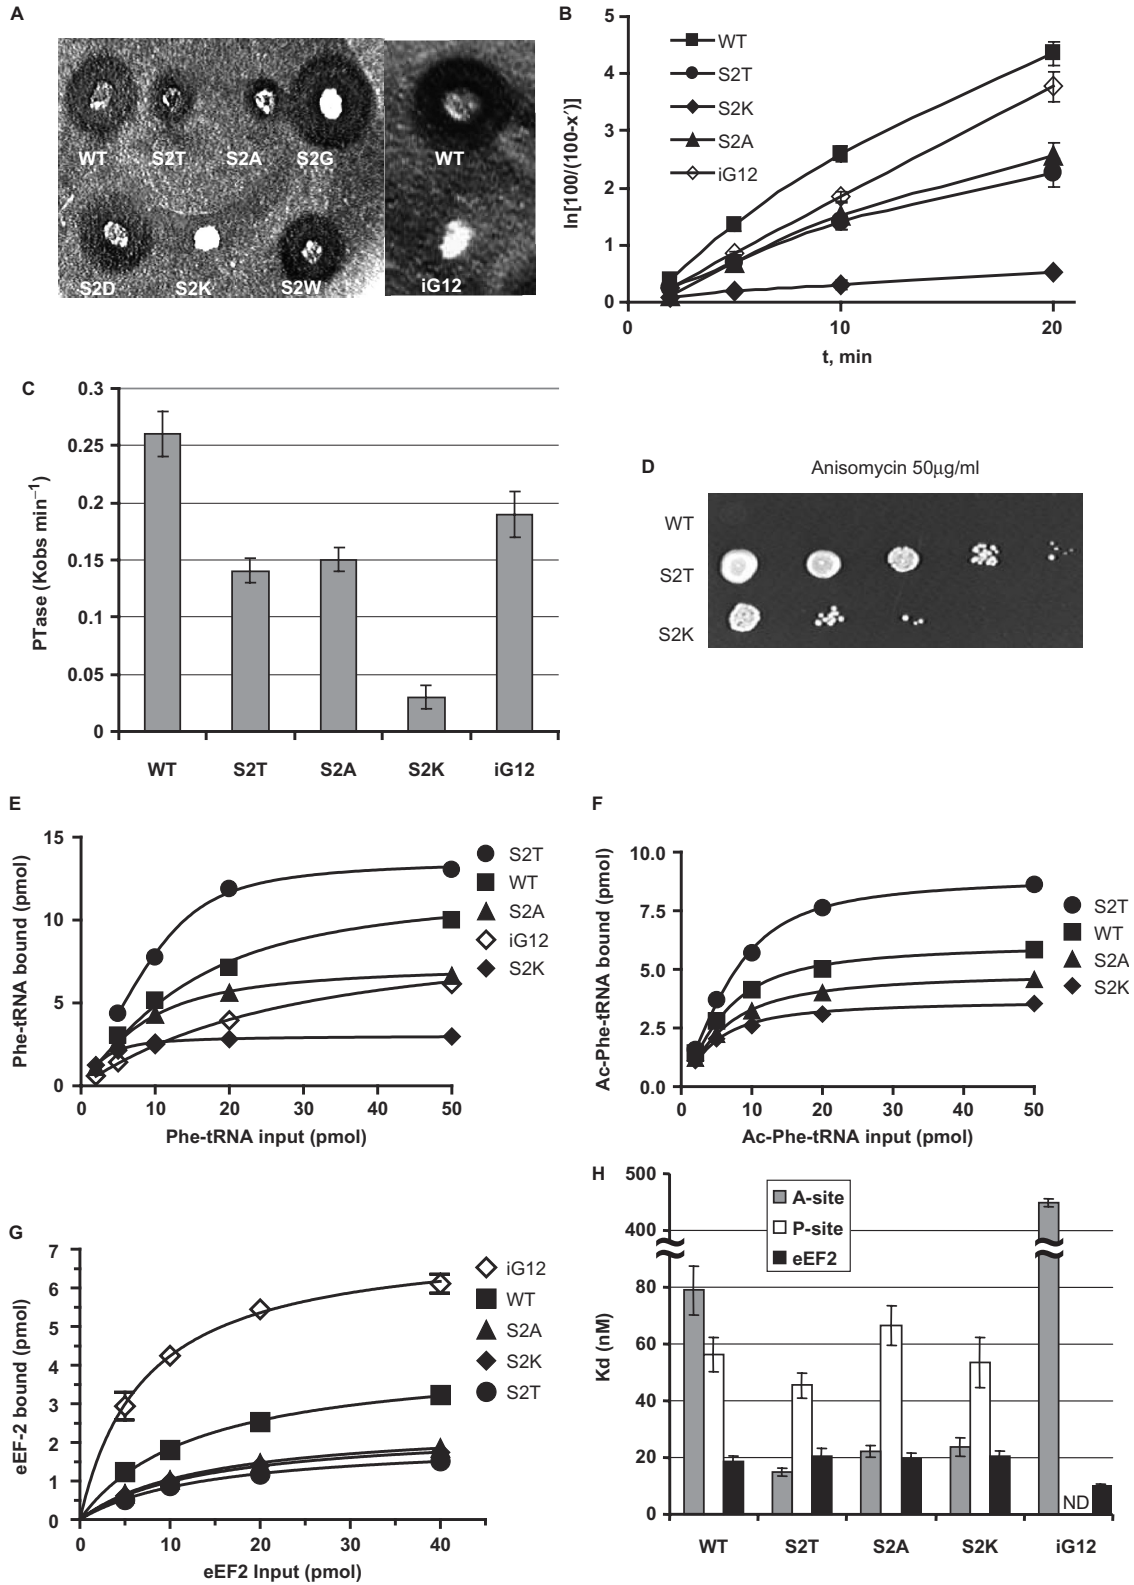 A
WT S2T S2A S2G WT
S2D S2K S2W iG12
B
ln[100/(100-x′)]
5
4
3
2
1
0
WT
S2T
S2K
S2A
iG12
0 10 20
t, min
C
PTase (Kobs min⁻¹)
0.3
0.25
0.2
0.15
0.1
0.05
0
WT S2T S2A S2K iG12
D
Anisomycin 50µg/ml
WT
S2T
S2K
E
Phe-tRNA bound (pmol)
15
10
5
0
S2T
WT
S2A
iG12
S2K
0 10 20 30 40 50
Phe-tRNA input (pmol)
F
Ac-Phe-tRNA bound (pmol)
10.0
7.5
5.0
2.5
0.0
S2T
WT
S2A
S2K
0 10 20 30 40 50
Ac-Phe-tRNA input (pmol)
G
eEF-2 bound (pmol)
7
6
5
4
3
2
1
0
iG12
WT
S2A
S2K
S2T
0 10 20 30 40
eEF2 Input (pmol)
H
Kd (nM)
500
400
80
60
40
20
0
A-site
P-site
eEF2
ND
WT S2T S2A S2K iG12